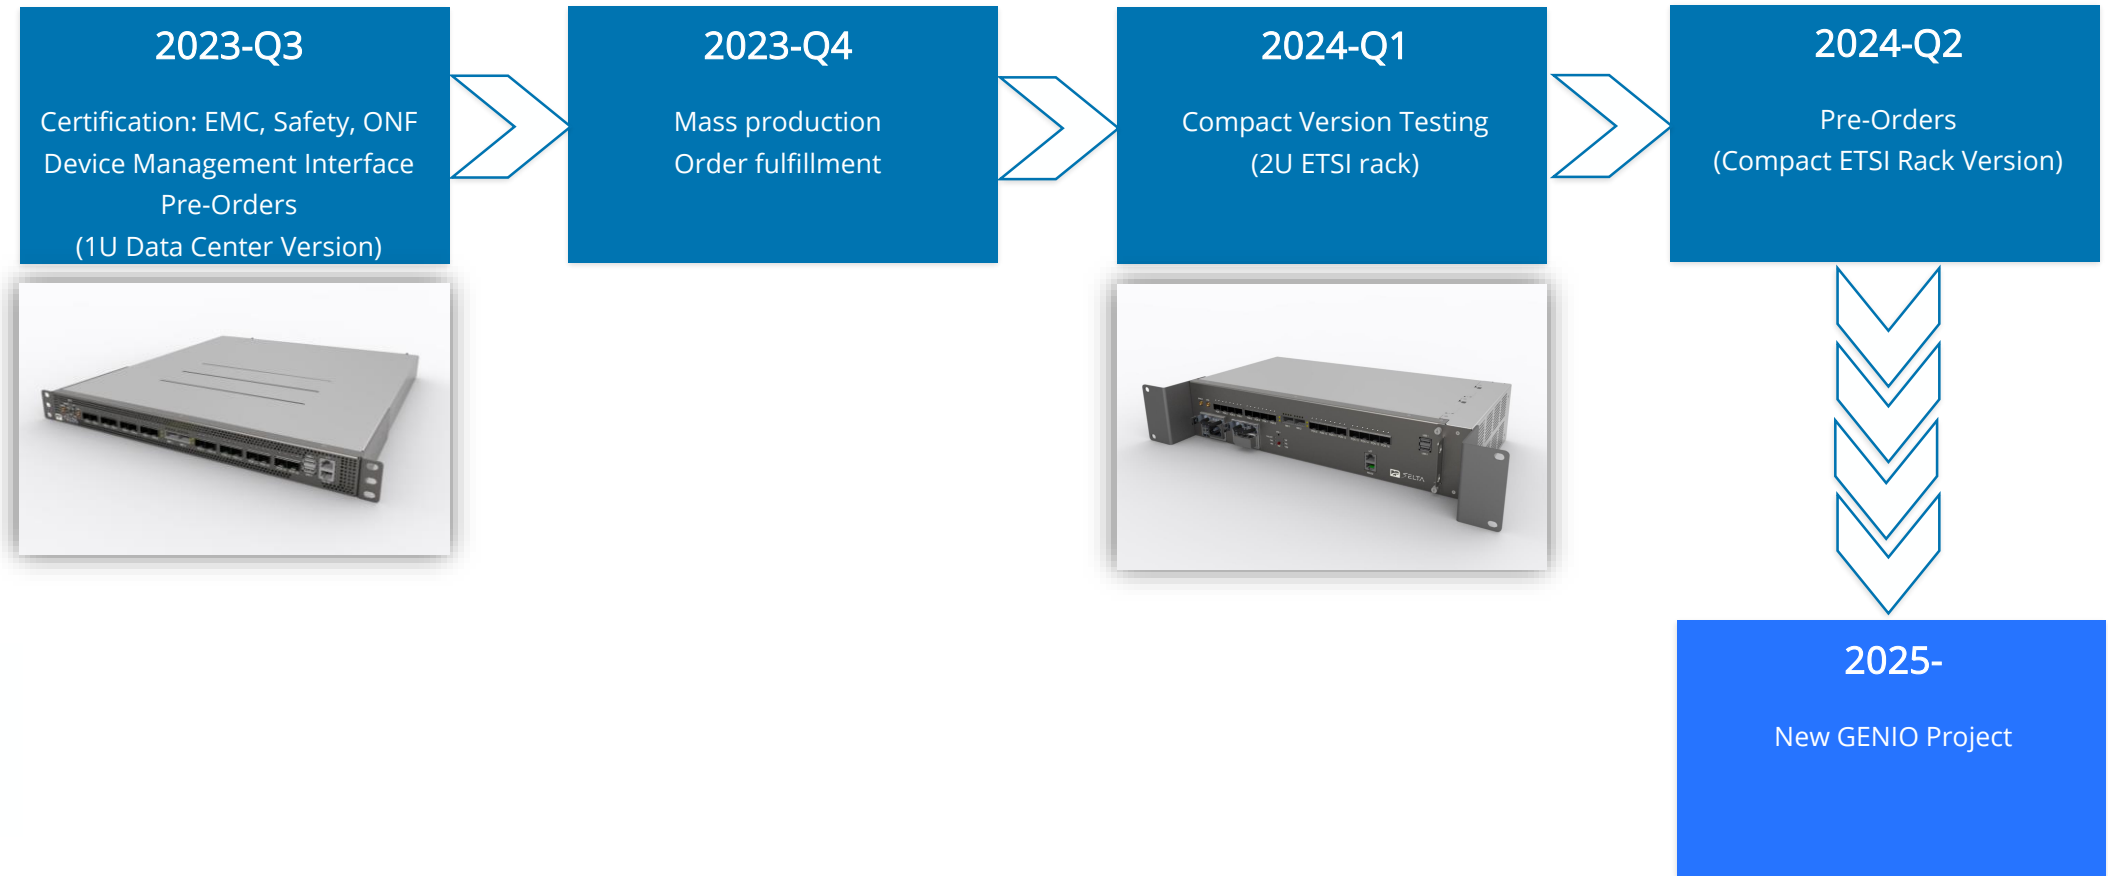 2023-Q3
Certification: EMC, Safety, ONF
Device Management Interface
Pre-Orders
(1U Data Center Version)
2023-Q4
Mass production
Order fulfillment
2024-Q1
Compact Version Testing
(2U ETSI rack)
2024-Q2
Pre-Orders
(Compact ETSI Rack Version)
2025-
New GENIO Project